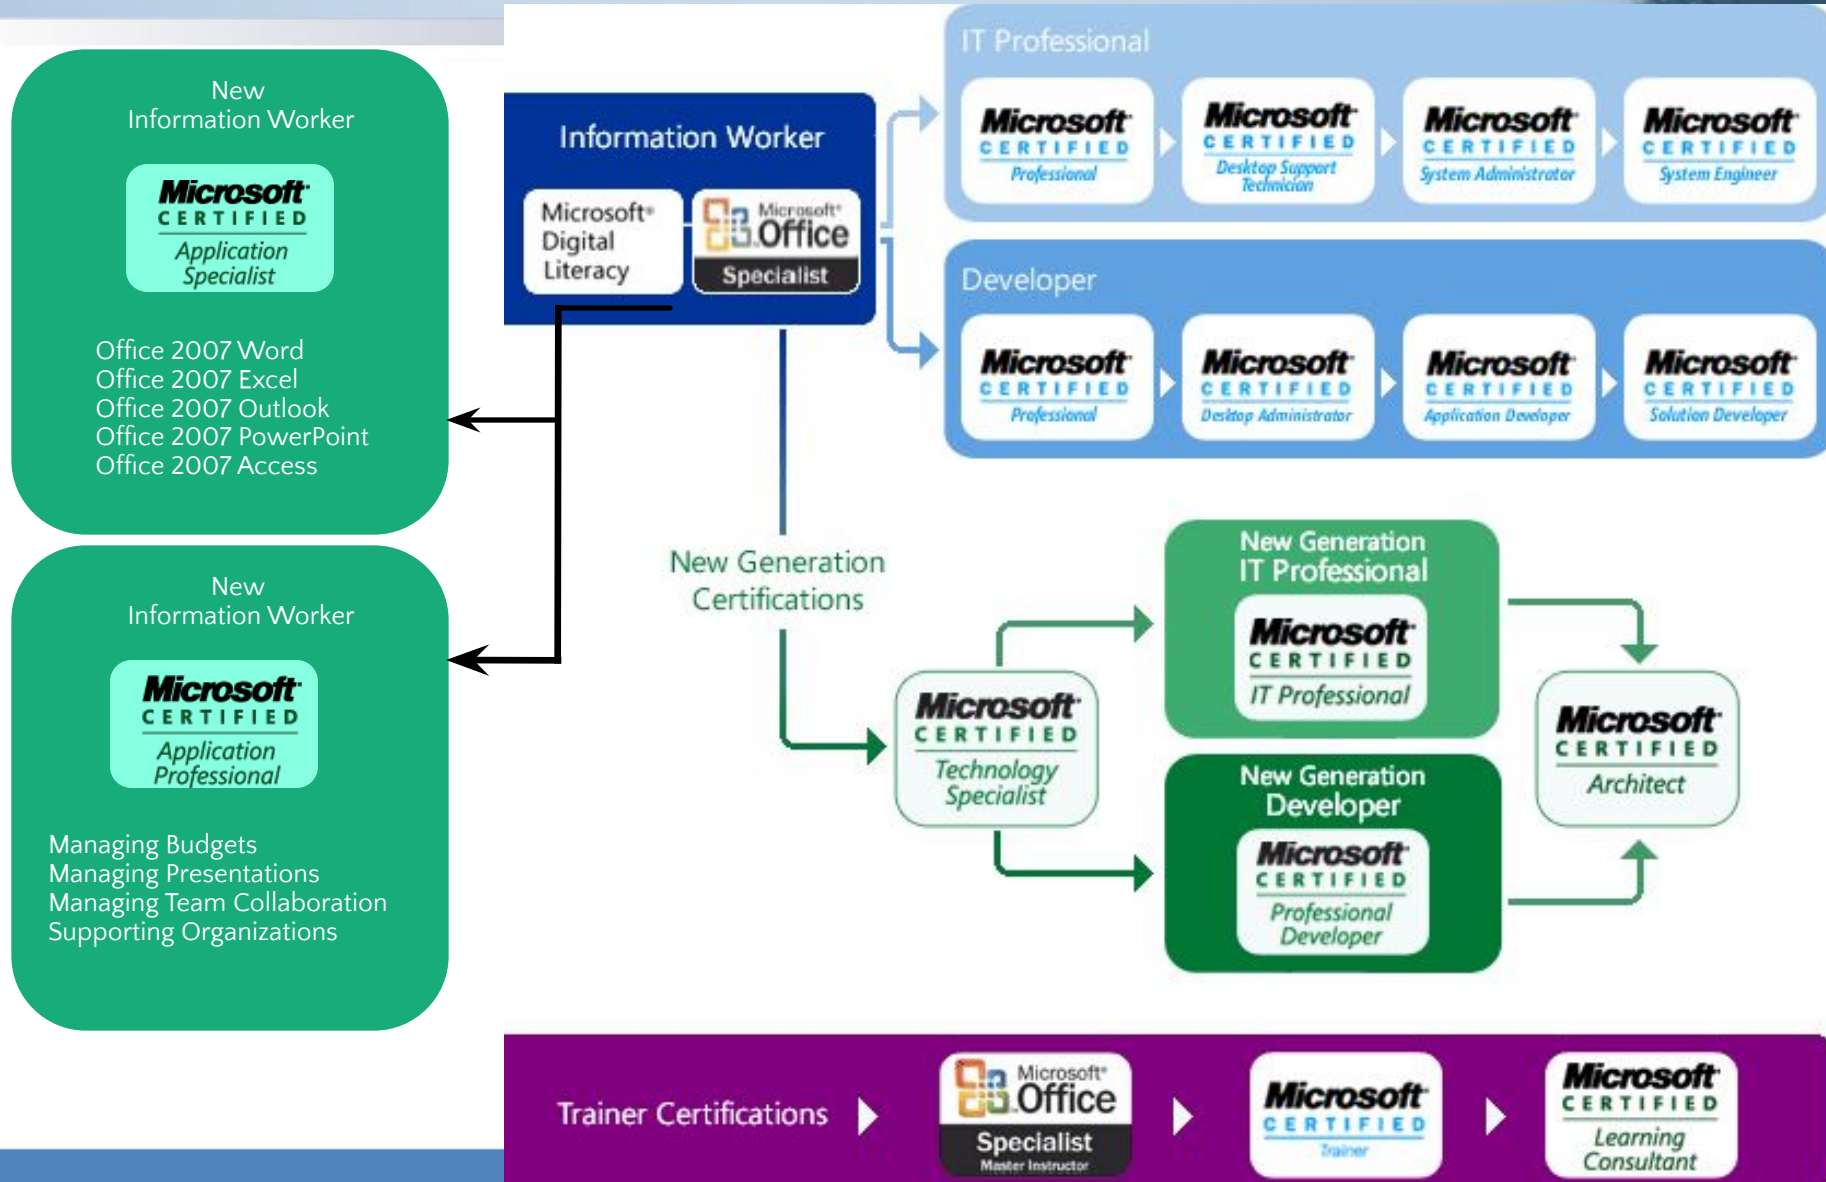 New
Information Worker
Microsoft
CERTIFIED
Application
Specialist
Office 2007 Word
Office 2007 Excel
Office 2007 Outlook
Office 2007 PowerPoint
Office 2007 Access
New
Information Worker
Microsoft
CERTIFIED
Application
Professional
Managing Budgets
Managing Presentations
Managing Team Collaboration
Supporting Organizations
Information Worker
Microsoft®
Digital
Literacy
Microsoft®
Office
Specialist
IT Professional
Microsoft
CERTIFIED
Professional
Microsoft
CERTIFIED
Desktop Support
Technician
Microsoft
CERTIFIED
System Administrator
Microsoft
CERTIFIED
System Engineer
Developer
Microsoft
CERTIFIED
Professional
Microsoft
CERTIFIED
Desktop Administrator
Microsoft
CERTIFIED
Application Developer
Microsoft
CERTIFIED
Solution Developer
New Generation
Certifications
Microsoft
CERTIFIED
Technology
Specialist
New Generation
IT Professional
Microsoft
CERTIFIED
IT Professional
New Generation
Developer
Microsoft
CERTIFIED
Professional
Developer
Microsoft
CERTIFIED
Architect
Trainer Certifications
Microsoft®
Office
Specialist
Master Instructor
Microsoft
CERTIFIED
Trainer
Microsoft
CERTIFIED
Learning
Consultant